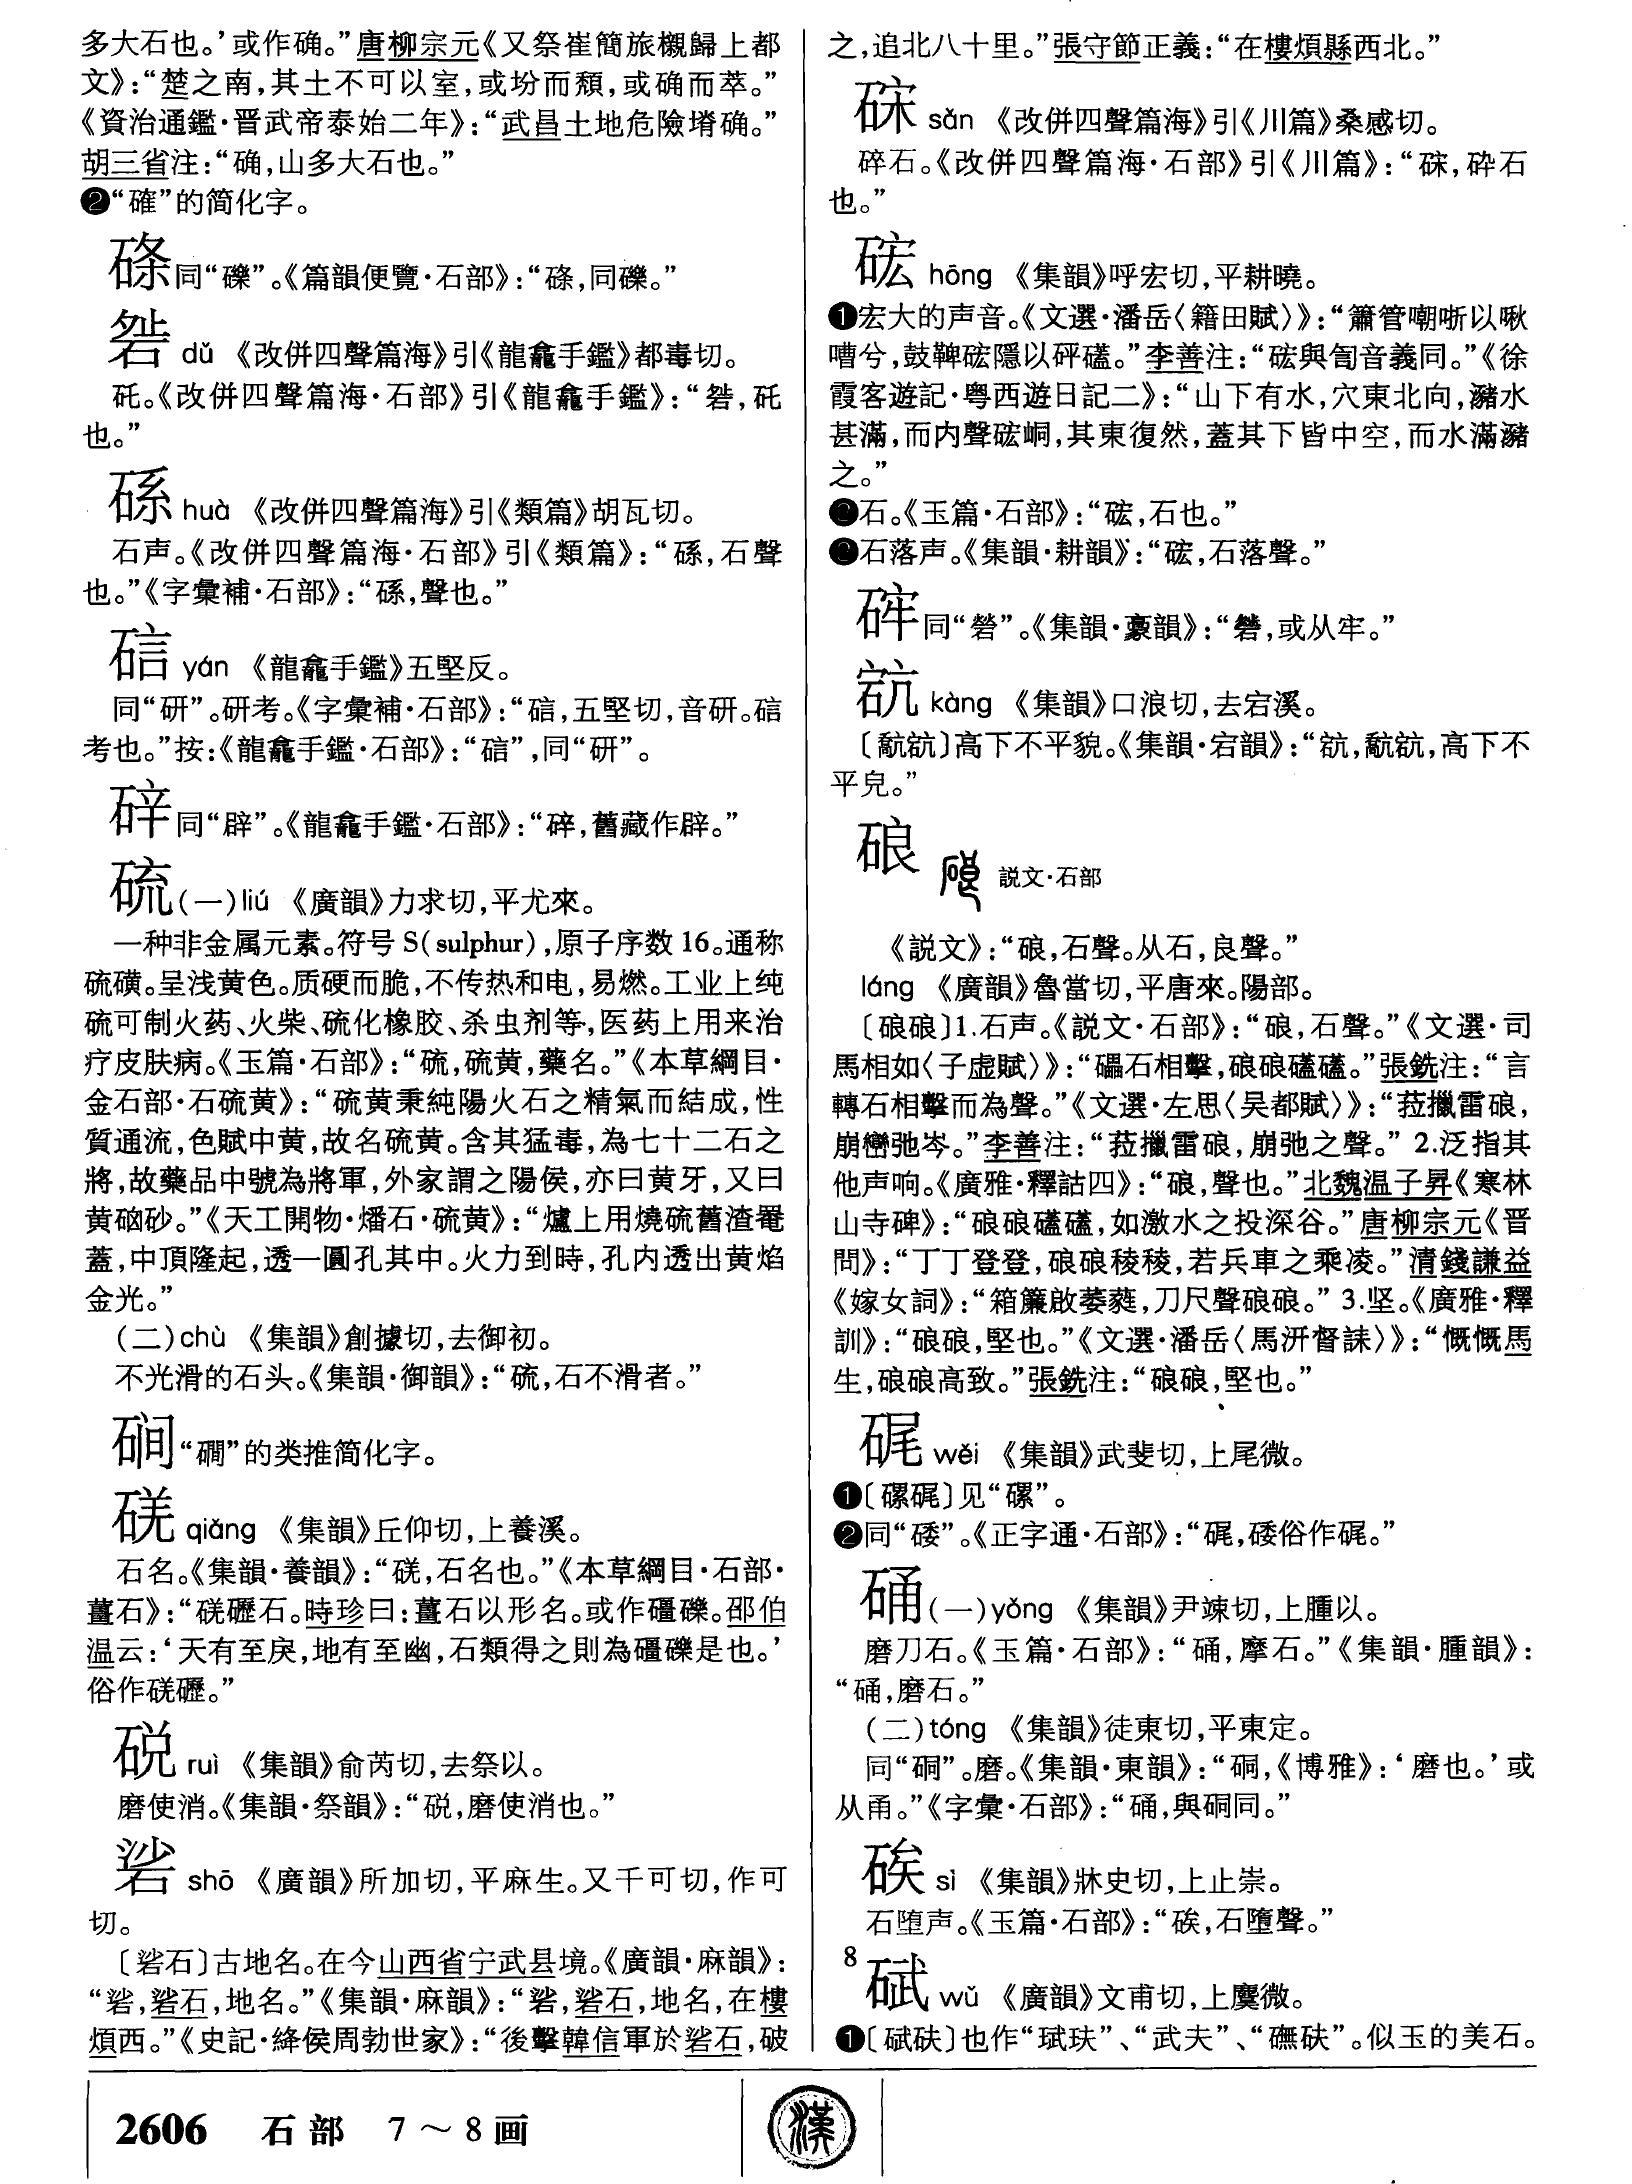 多大石也。’或作确。”唐柳宗元《又祭崔簡旅櫬歸上都
文》：“楚之南，其土不可以室，或坋而頽，或确而萃。”
《資治通鑑·晋武帝泰始二年》：“武昌土地危險塉确。”
胡三省注：“确，山多大石也。”
❷“確”的简化字。
同“礫”。《篇韻便覽·石部》：“，同礫。”
dǔ 《改併四聲篇海》引《龍龕手鑑》都毒切。
矺。《改併四聲篇海·石部》引《龍龕手鑑》：“，矺
也。”
huà 《改併四聲篇海》引《類篇》胡瓦切。
石声。《改併四聲篇海·石部》引《類篇》：“，石聲
也。”《字彙補·石部》：“，聲也。”
䂩 yán 《龍龕手鑑》五堅反。
同“研”。研考。《字彙補·石部》：“，五堅切，音研。
考也。”按：《龍龕手鑑·石部》：“”，同“研”。
同“辟”。《龍龕手鑑·石部》：“，舊藏作辟。”
硫(一)liú 《廣韻》力求切，平尤來。
一种非金属元素。符号 S(sulphur)，原子序数 16。通称
硫磺。呈浅黄色。质硬而脆，不传热和电，易燃。工业上纯
硫可制火药、火柴、硫化橡胶、杀虫剂等，医药上用来治
疗皮肤病。《玉篇·石部》：“硫，硫黄，藥名。”《本草綱目·
金石部·石硫黄》：“硫黄秉純陽火石之精氣而結成，性
質通流，色賦中黄，故名硫黄。含其猛毒，為七十二石之
將，故藥品中號為將軍，外家謂之陽侯，亦曰黄牙，又曰
黄硇砂。”《天工開物·燔石·硫黄》：“爐上用燒硫舊渣罨
蓋，中頂隆起，透一圓孔其中。火力到時，孔内透出黄焰
金光。”
(二)chù 《集韻》創據切，去御初。
不光滑的石头。《集韻·御韻》：“硫，石不滑者。”
“磵”的类推简化字。
硄 qiǎng 《集韻》丘仰切，上養溪。
石名。《集韻·養韻》：“，石名也。”《本草綱目·石部·
薑石》：“礰石。時珍曰：薑石以形名。或作礓礫。邵伯
温云：‘天有至戾，地有至幽，石類得之則為礓礫是也。’
俗作礰。”
ruì 《集韻》俞芮切，去祭以。
磨使消。《集韻·祭韻》：“，磨使消也。”
硰 shā 《廣韻》所加切，平麻生。又千可切，作可
切。
〔硰石〕古地名。在今山西省宁武县境。《廣韻·麻韻》：
“硰，硰石，地名。”《集韻·麻韻》：“硰，硰石，地名，在樓
煩西。”《史記·絳侯周勃世家》：“後擊韓信軍於硰石，破
之，追北八十里。”張守節正義：“在樓煩縣西北。”
sǎn 《改併四聲篇海》引《川篇》桑感切。
碎石。《改併四聲篇海·石部》引《川篇》：“，碎石
也。”
硡 hōng 《集韻》呼宏切，平耕曉。
❶宏大的声音。《文選·潘岳〈籍田賦〉》：“簫管嘲哳以啾
嘈兮，鼓鞞硡隱以砰礚。”李善注：“硡與訇音義同。”《徐
霞客遊記·粤西遊日記二》：“山下有水，穴東北向，瀦水
甚滿，而内聲硡峒，其東復然，蓋其下皆中空，而水滿瀦
之。”
❷石。《玉篇·石部》：“硡，石也。”
❸石落声。《集韻·耕韻》：“硡，石落聲。”
同“礐”。《集韻·豪韻》：“，或从牢。”
kàng 《集韻》口浪切，去宕溪。
〔〕高下不平貌。《集韻·宕韻》：“，高下不
平皃。”
硠 説文·石部
《説文》：“硠，石聲。从石，良聲。”
láng 《廣韻》魯當切，平唐來。陽部。
〔硠硠〕1.石声。《説文·石部》：“硠，石聲。”《文選·司
馬相如〈子虛賦〉》：“礧石相擊，硠硠礚礚。”張銑注：“言
轉石相擊而為聲。”《文選·左思〈吴都賦〉》：“菈擸雷硠，
崩巒弛岑。”李善注：“菈擸雷硠，崩弛之聲。” 2.泛指其
他声响。《廣雅·釋詁四》：“硠，聲也。”北魏温子昇《寒林
山寺碑》：“硠硠礚礚，如激水之投深谷。”唐柳宗元《晋
問》：“丁丁登登，硠硠稜稜，若兵車之乘凌。”清錢謙益
《嫁女詞》：“箱簾啟葳蕤，刀尺聲硠硠。” 3.坚。《廣雅·釋
訓》：“硠硠，堅也。”《文選·潘岳〈馬汧督誄〉》：“慨慨馬
生，硠硠高致。”張銑注：“硠硠，堅也。”
wěi 《集韻》武斐切，上尾微。
❶〔磥〕见“磥”。
❷同“矮”。《正字通·石部》：“，俗作。”
硧(一)yǒng 《集韻》尹竦切，上腫以。
磨刀石。《玉篇·石部》：“硧，摩石。”《集韻·腫韻》：
“硧，磨石。”
(二)tóng 《集韻》徒東切，平東定。
同“硐”。磨。《集韻·東韻》：“硐，《博雅》：‘磨也。’或
从甬。”《字彙·石部》：“硧，與硐同。”
sì 《集韻》牀史切，上止崇。
石堕声。《玉篇·石部》：“，石墮聲。”
8
碔 wǔ 《廣韻》文甫切，上麌微。
❶〔碔砆〕也作“珷玞”、“武夫”、“砆”。似玉的美石。
2606 石部 7～8画
漢